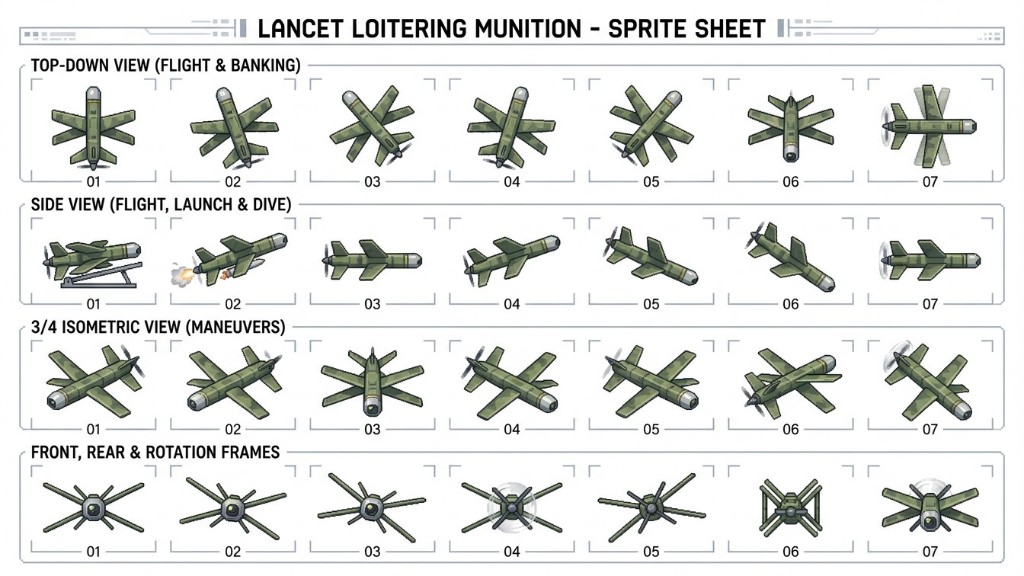 LANCET LOITERING MUNITION - SPRITE SHEET
TOP-DOWN VIEW (FLIGHT & BANKING)
01 02 03 04 05 06 07
SIDE VIEW (FLIGHT, LAUNCH & DIVE)
01 02 03 04 05 06 07
3/4 ISOMETRIC VIEW (MANEUVERS)
01 02 03 04 05 06 07
FRONT, REAR & ROTATION FRAMES
01 02 03 04 05 06 07